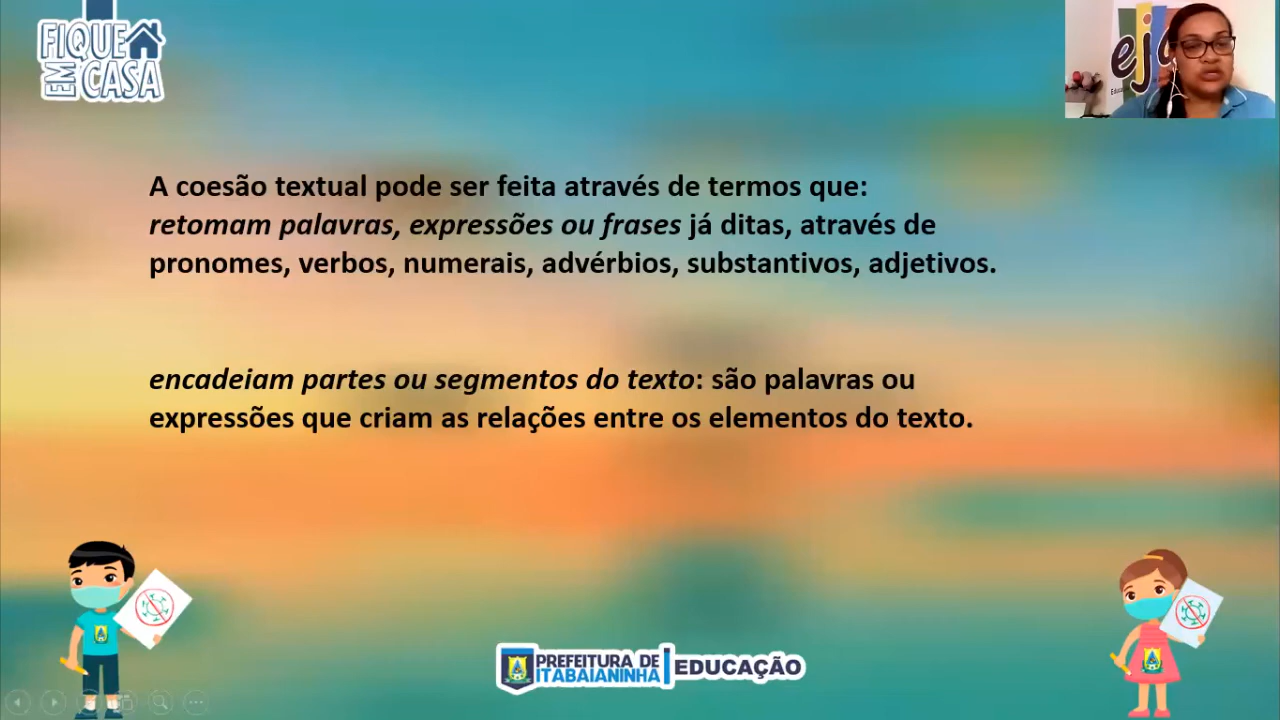 FIQUE
EM CASA
eja
A coesão textual pode ser feita através de termos que:
retomam palavras, expressões ou frases já ditas, através de
pronomes, verbos, numerais, advérbios, substantivos, adjetivos.
encadeiam partes ou segmentos do texto: são palavras ou
expressões que criam as relações entre os elementos do texto.
PREFEITURA DE
ITABAIANINHA
EDUCAÇÃO